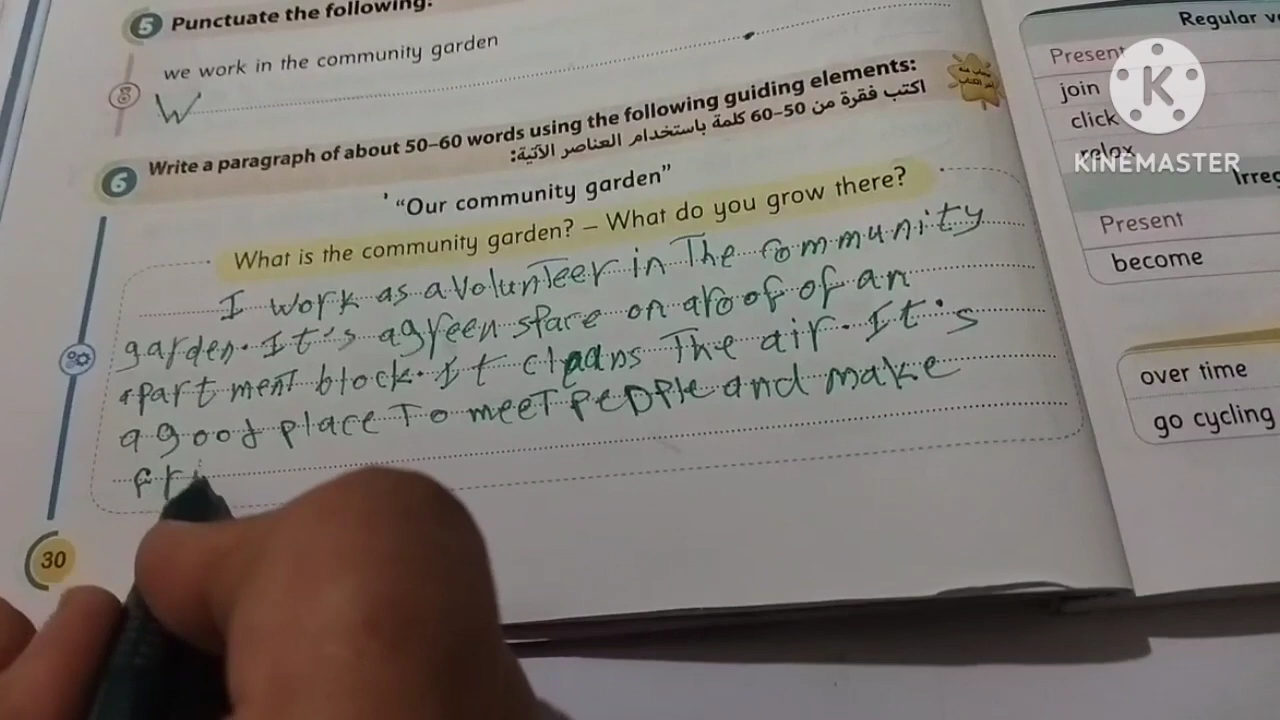 5 Punctuate the following:
we work in the community garden
W
6 Write a paragraph of about 50–60 words using the following guiding elements:
اكتب فقرة من 50–60 كلمة باستخدام العناصر الآتية:
"Our community garden"
What is the community garden? – What do you grow there?
I work as a volunteer in The community
garden. It's a green space on a roof of an
apartment block. It cleans The air. It's
a good place To meet people and make
fri
30
Regular v
Present
join
click
relax
Irreg
Present
become
over time
go cycling
K
KINEMASTER